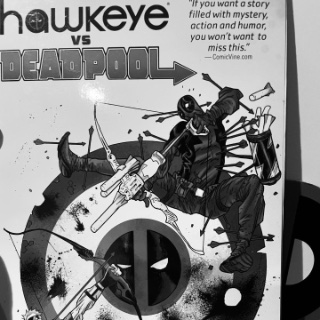 hawkeye
VS
DEADPOOL
"If you want a story
filled with mystery,
action and humor,
you won't want to
miss this."
— ComicVine.com